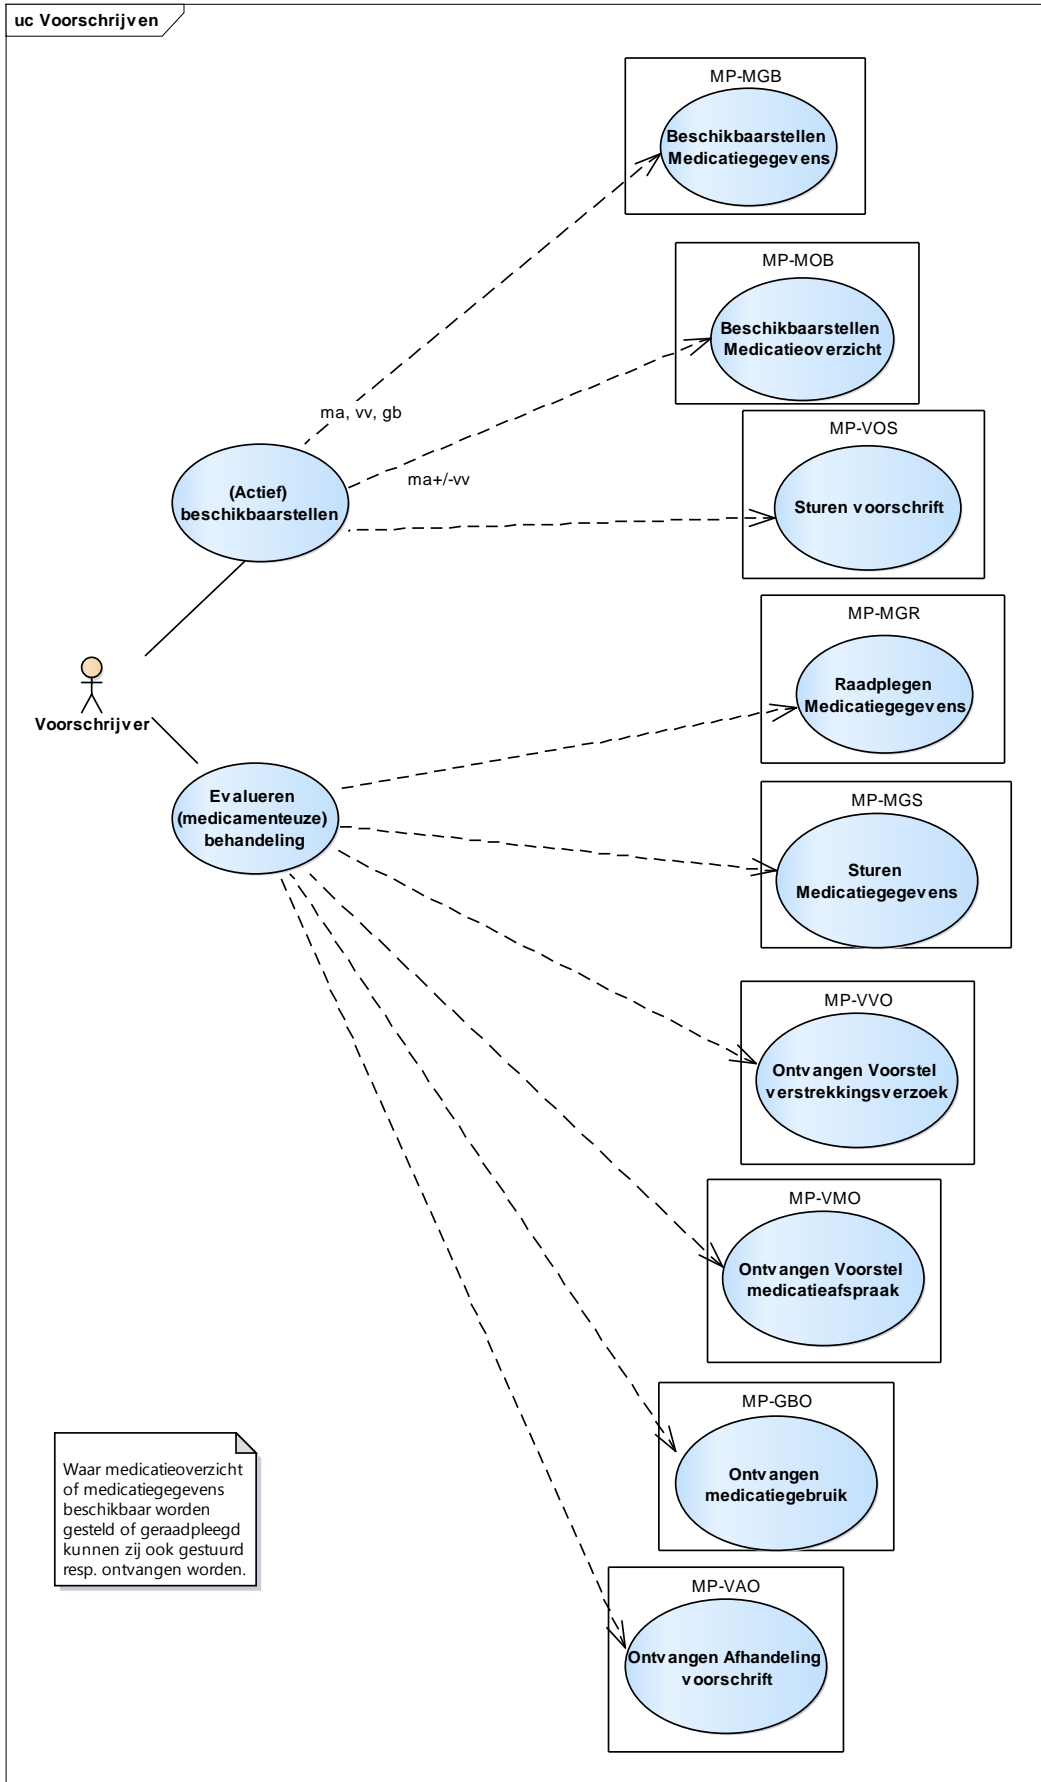 uc Voorschrijven
MP-MGB
Beschikbaarstellen
Medicatiegegevens
MP-MOB
Beschikbaarstellen
Medicatieoverzicht
ma, vv, gb
MP-VOS
(Actief)
beschikbaarstellen
ma+/-vv
Sturen voorschrift
MP-MGR
Raadplegen
Medicatiegegevens
Voorschrijver
Evalueren
(medicamenteuze)
behandeling
MP-MGS
Sturen
Medicatiegegevens
MP-VVO
Ontvangen Voorstel
verstrekkingsverzoek
MP-VMO
Ontvangen Voorstel
medicatieafspraak
MP-GBO
Ontvangen
medicatiegebruik
Waar medicatieoverzicht
of medicatiegegevens
beschikbaar worden
gesteld of geraadpleegd
kunnen zij ook gestuurd
resp. ontvangen worden.
MP-VAO
Ontvangen Afhandeling
voorschrift